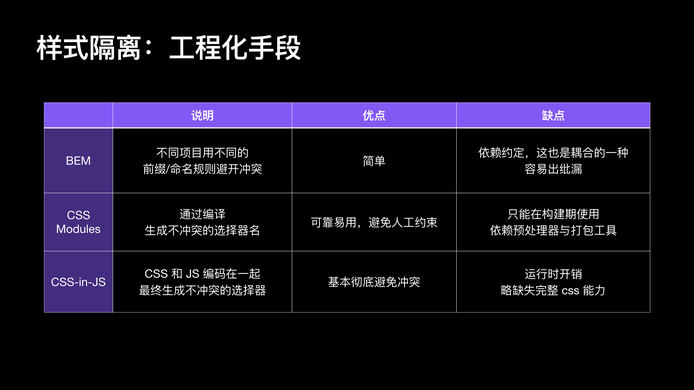 样式隔离：工程化手段
说明 优点 缺点
BEM
不同项目用不同的
前缀/命名规则避开冲突
简单
依赖约定，这也是耦合的一种
容易出纰漏
CSS
Modules
通过编译
生成不冲突的选择器名
可靠易用，避免人工约束
只能在构建期使用
依赖预处理器与打包工具
CSS-in-JS
CSS 和 JS 编码在一起
最终生成不冲突的选择器
基本彻底避免冲突
运行时开销
略缺失完整 css 能力